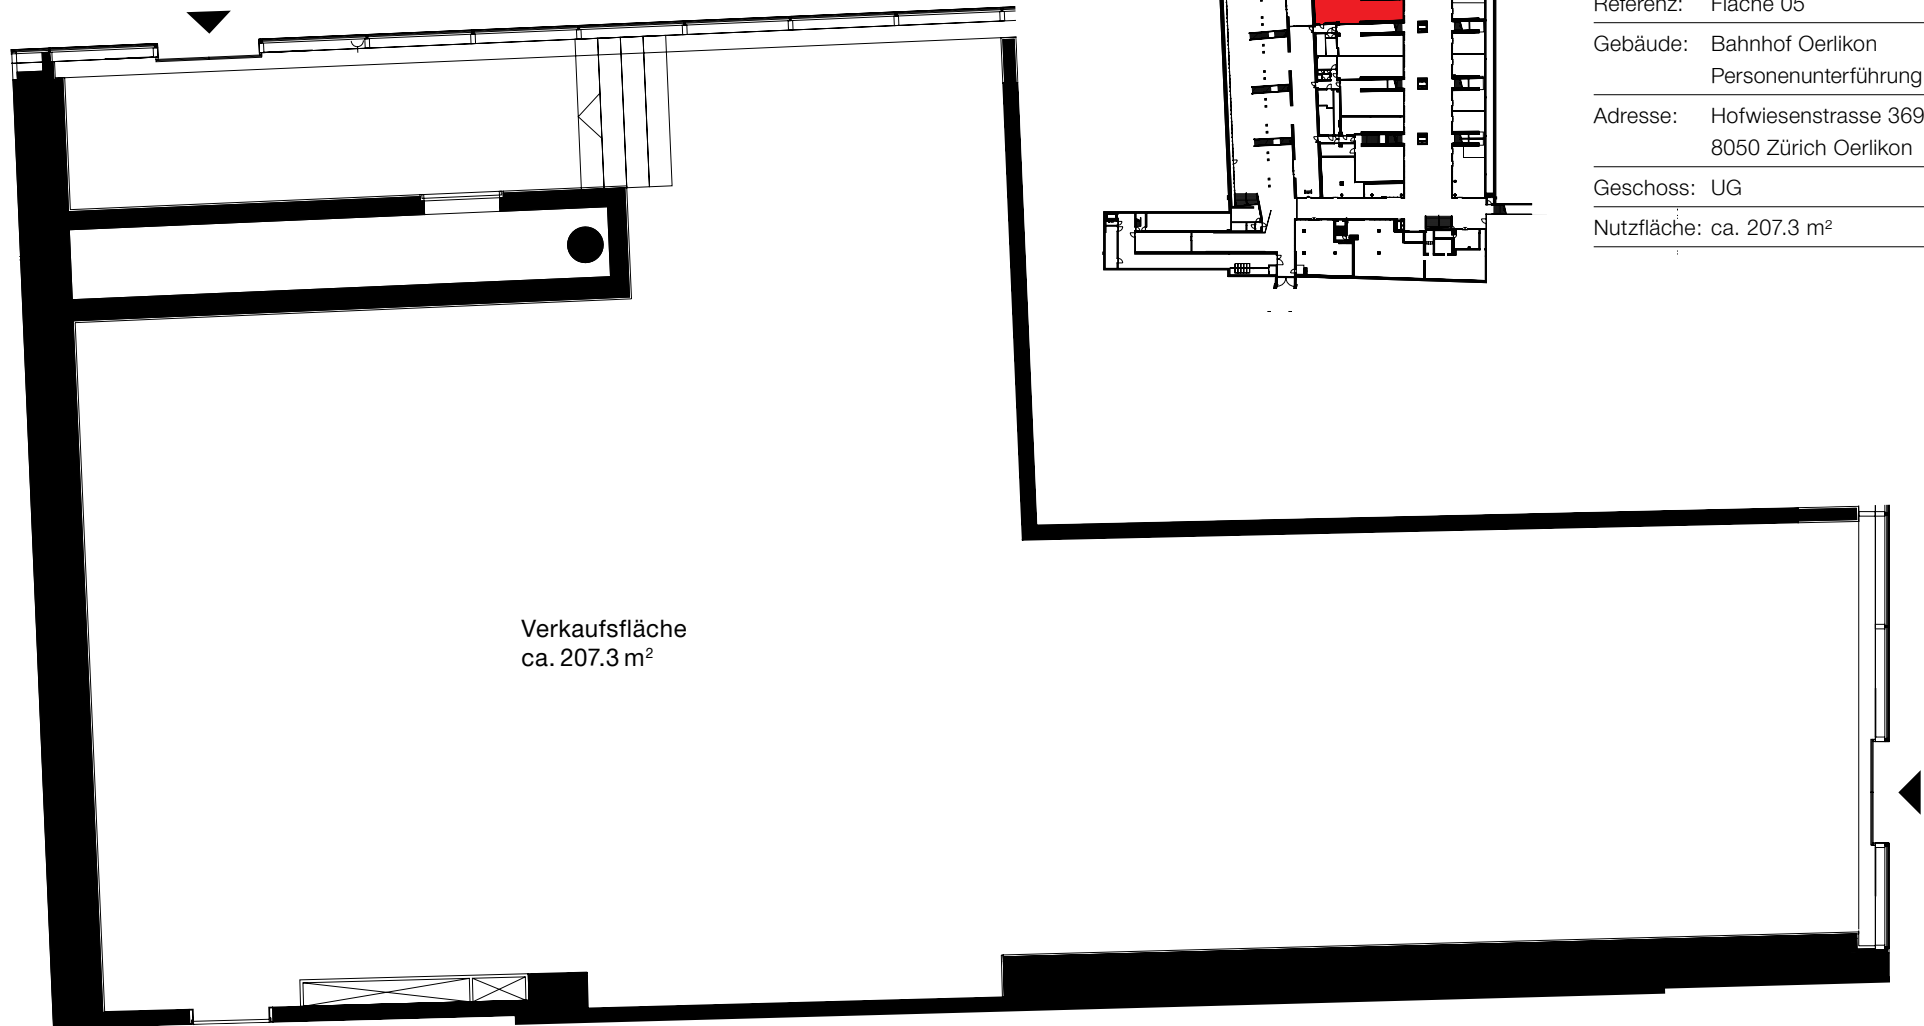 Referenz: Fläche 05
Gebäude: Bahnhof Oerlikon
Personenunterführung
Adresse: Hofwiesenstrasse 369
8050 Zürich Oerlikon
Geschoss: UG
Nutzfläche: ca. 207.3 m²
Verkaufsfläche
ca. 207.3 m²